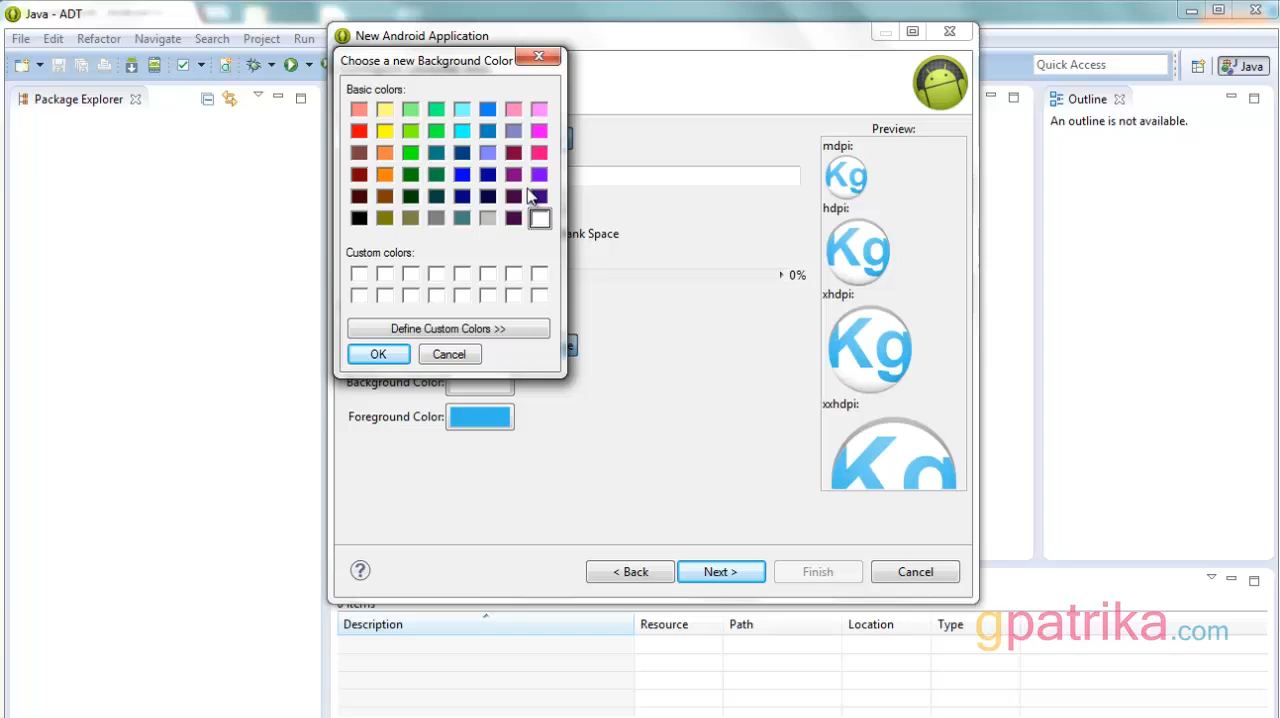 Java - ADT
File Edit Refactor Navigate Search Project Run
Quick Access
Java
Package Explorer
New Android Application
Choose a new Background Color
Basic colors:
Custom colors:
Define Custom Colors >>
OK Cancel
ank Space
0%
Background Color:
Foreground Color:
Preview:
mdpi:
Kg
hdpi:
Kg
xhdpi:
Kg
xxhdpi:
Kg
< Back Next > Finish Cancel
Outline
An outline is not available.
Description Resource Path Location Type
gpatrika.com